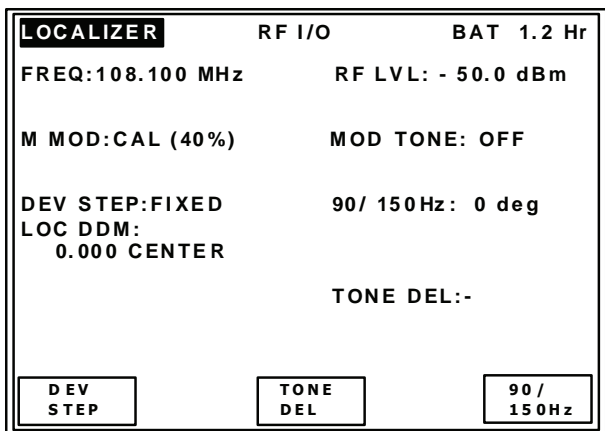 LOCALIZER RF I/O BAT 1.2 Hr
FREQ:108.100 MHz RF LVL: - 50.0 dBm
M MOD:CAL (40%) MOD TONE: OFF
DEV STEP:FIXED 90/ 150Hz: 0 deg
LOC DDM:
0.000 CENTER
TONE DEL:-
DEV STEP
TONE DEL
90/ 150Hz